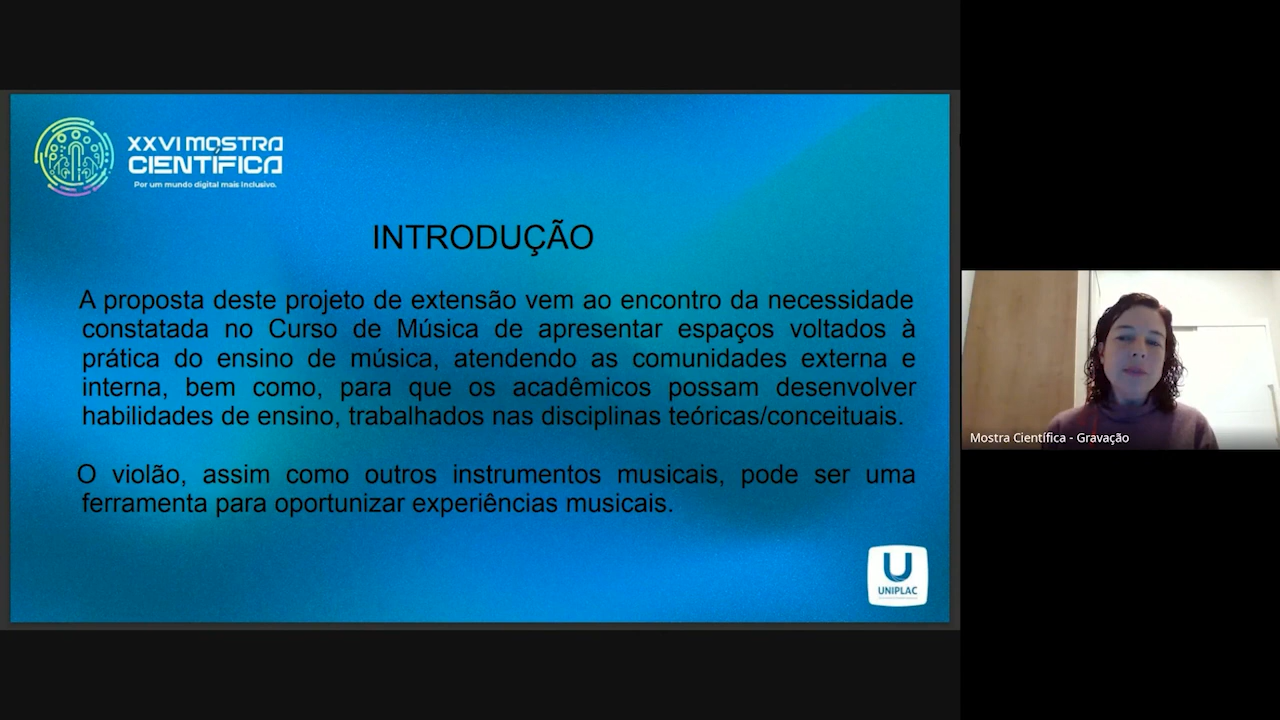 XXVI MOSTRA
CIENTÍFICA
Por um mundo digital mais inclusivo.
INTRODUÇÃO
A proposta deste projeto de extensão vem ao encontro da necessidade
constatada no Curso de Música de apresentar espaços voltados à
prática do ensino de música, atendendo as comunidades externa e
interna, bem como, para que os acadêmicos possam desenvolver
habilidades de ensino, trabalhados nas disciplinas teóricas/conceituais.
O violão, assim como outros instrumentos musicais, pode ser uma
ferramenta para oportunizar experiências musicais.
U
UNIPLAC
Mostra Científica - Gravação